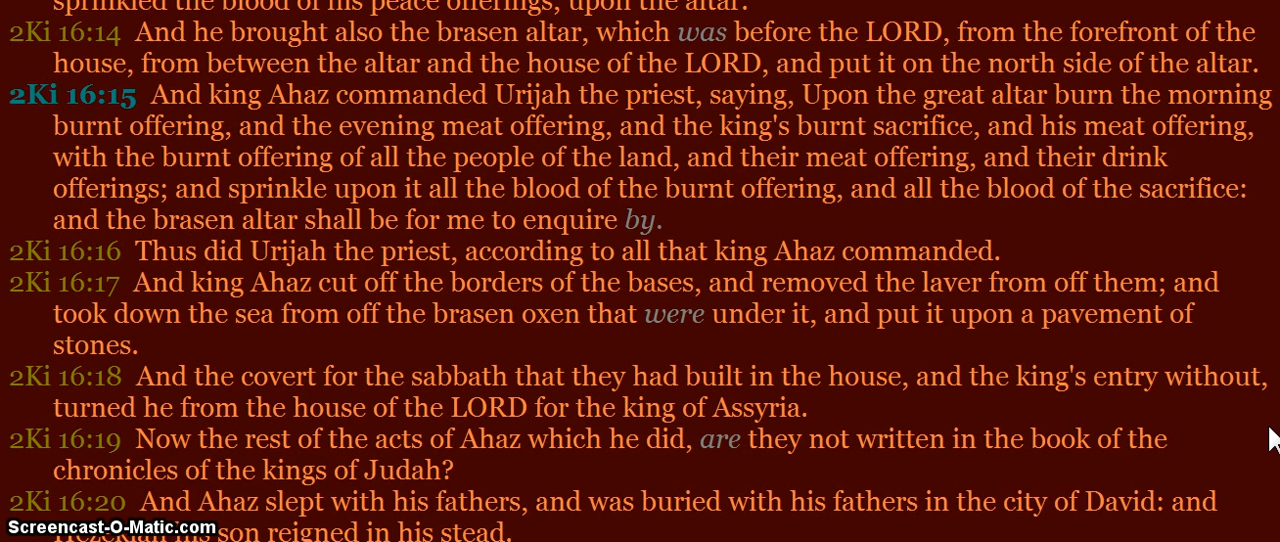 sprinkled the blood of his peace offerings, upon the altar.
2Ki 16:14 And he brought also the brasen altar, which was before the LORD, from the forefront of the
house, from between the altar and the house of the LORD, and put it on the north side of the altar.
2Ki 16:15 And king Ahaz commanded Urijah the priest, saying, Upon the great altar burn the morning
burnt offering, and the evening meat offering, and the king's burnt sacrifice, and his meat offering,
with the burnt offering of all the people of the land, and their meat offering, and their drink
offerings; and sprinkle upon it all the blood of the burnt offering, and all the blood of the sacrifice:
and the brasen altar shall be for me to enquire by.
2Ki 16:16 Thus did Urijah the priest, according to all that king Ahaz commanded.
2Ki 16:17 And king Ahaz cut off the borders of the bases, and removed the laver from off them; and
took down the sea from off the brasen oxen that were under it, and put it upon a pavement of
stones.
2Ki 16:18 And the covert for the sabbath that they had built in the house, and the king's entry without,
turned he from the house of the LORD for the king of Assyria.
2Ki 16:19 Now the rest of the acts of Ahaz which he did, are they not written in the book of the
chronicles of the kings of Judah?
2Ki 16:20 And Ahaz slept with his fathers, and was buried with his fathers in the city of David: and
Hezekiah his son reigned in his stead.
Screencast-O-Matic.com